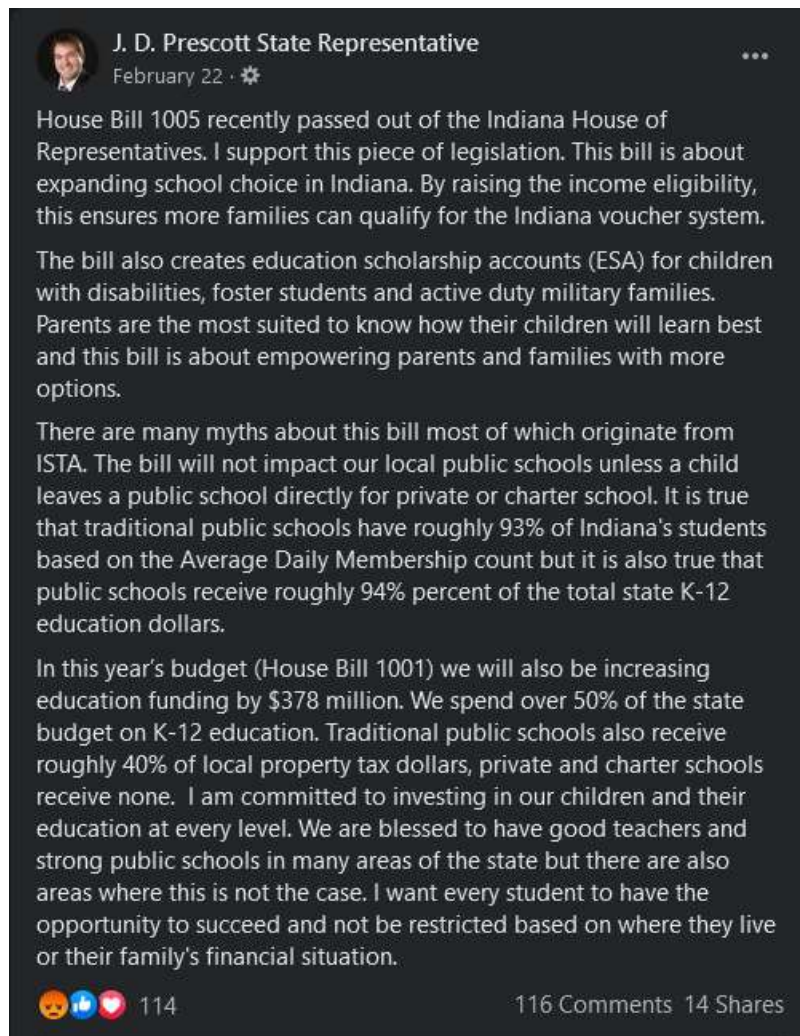 J. D. Prescott State Representative
February 22 ·
House Bill 1005 recently passed out of the Indiana House of
Representatives. I support this piece of legislation. This bill is about
expanding school choice in Indiana. By raising the income eligibility,
this ensures more families can qualify for the Indiana voucher system.
The bill also creates education scholarship accounts (ESA) for children
with disabilities, foster students and active duty military families.
Parents are the most suited to know how their children will learn best
and this bill is about empowering parents and families with more
options.
There are many myths about this bill most of which originate from
ISTA. The bill will not impact our local public schools unless a child
leaves a public school directly for private or charter school. It is true
that traditional public schools have roughly 93% of Indiana's students
based on the Average Daily Membership count but it is also true that
public schools receive roughly 94% percent of the total state K-12
education dollars.
In this year's budget (House Bill 1001) we will also be increasing
education funding by $378 million. We spend over 50% of the state
budget on K-12 education. Traditional public schools also receive
roughly 40% of local property tax dollars, private and charter schools
receive none.  I am committed to investing in our children and their
education at every level. We are blessed to have good teachers and
strong public schools in many areas of the state but there are also
areas where this is not the case. I want every student to have the
opportunity to succeed and not be restricted based on where they live
or their family's financial situation.
114 116 Comments 14 Shares